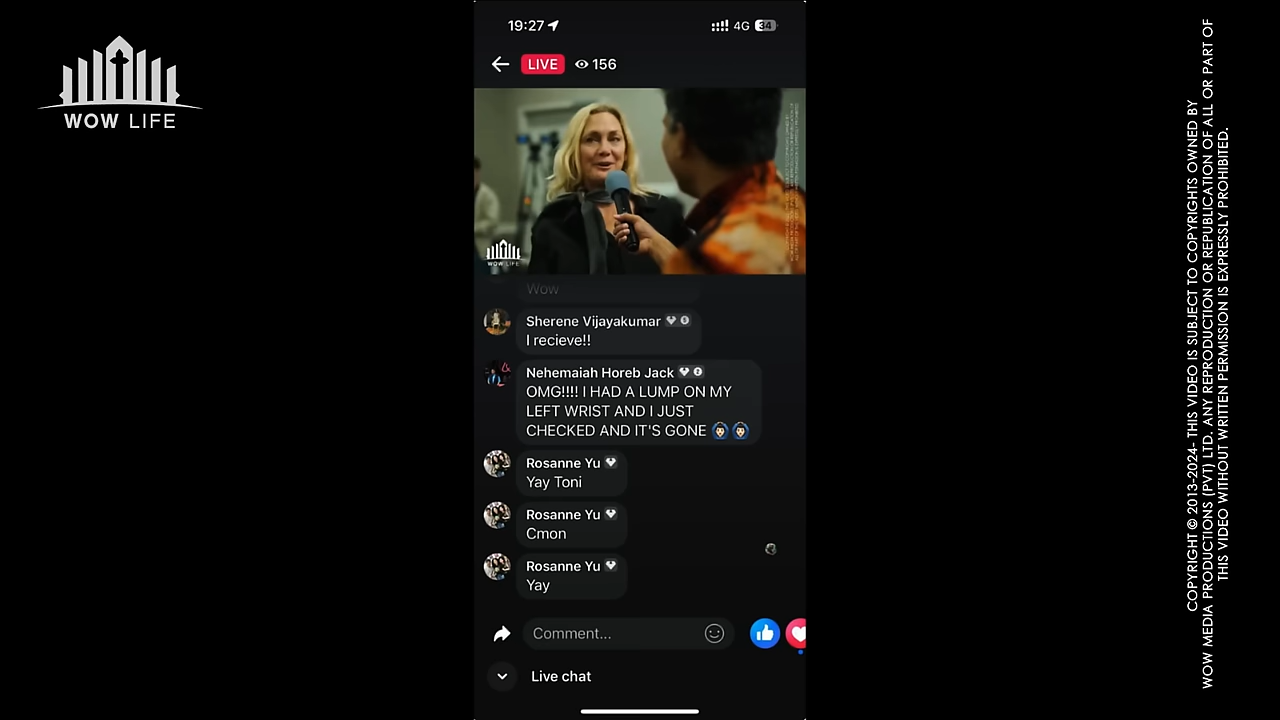 WOW LIFE
19:27
4G 34
LIVE 156
WOW LIFE
Wow
Sherene Vijayakumar
I recieve!!
Nehemaiah Horeb Jack
OMG!!!! I HAD A LUMP ON MY
LEFT WRIST AND I JUST
CHECKED AND IT'S GONE
Rosanne Yu
Yay Toni
Rosanne Yu
Cmon
Rosanne Yu
Yay
Comment...
Live chat
COPYRIGHT © 2013-2024- THIS VIDEO IS SUBJECT TO COPYRIGHTS OWNED BY
WOW MEDIA PRODUCTIONS (PVT) LTD. ANY REPRODUCTION OR REPUBLICATION OF ALL OR PART OF
THIS VIDEO WITHOUT WRITTEN PERMISSION IS EXPRESSLY PROHIBITED.